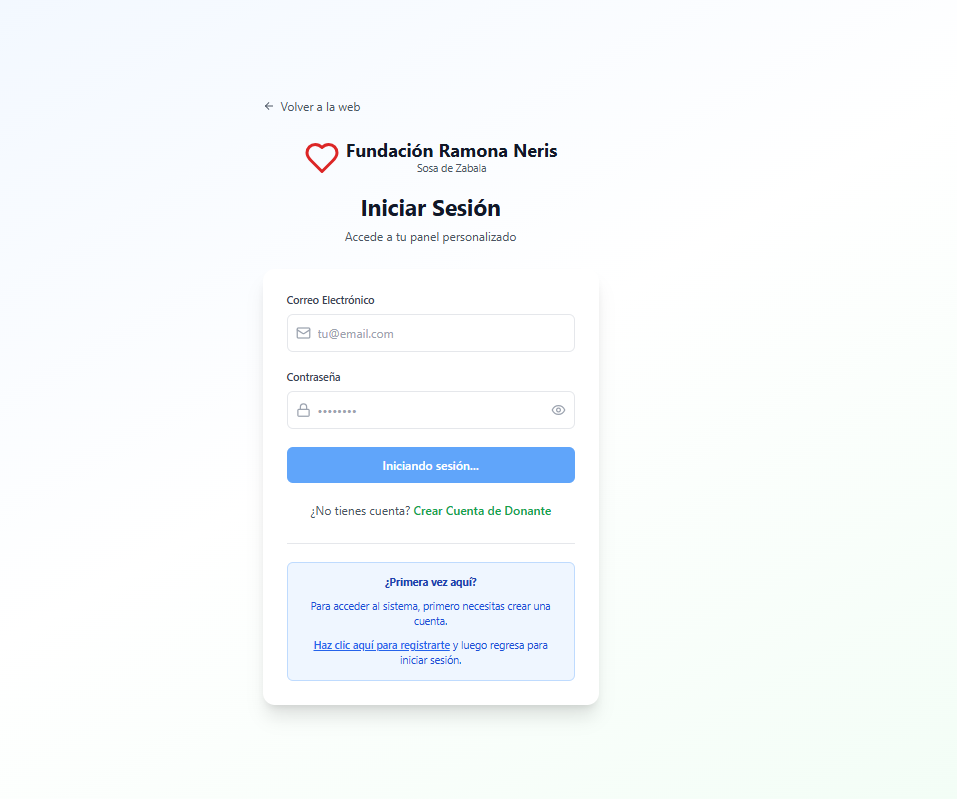 ← Volver a la web
Fundación Ramona Neris
Sosa de Zabala
Iniciar Sesión
Accede a tu panel personalizado
Correo Electrónico
tu@email.com
Contraseña
••••••••
Iniciando sesión...
¿No tienes cuenta? Crear Cuenta de Donante
¿Primera vez aquí?
Para acceder al sistema, primero necesitas crear una
cuenta.
Haz clic aquí para registrarte y luego regresa para
iniciar sesión.